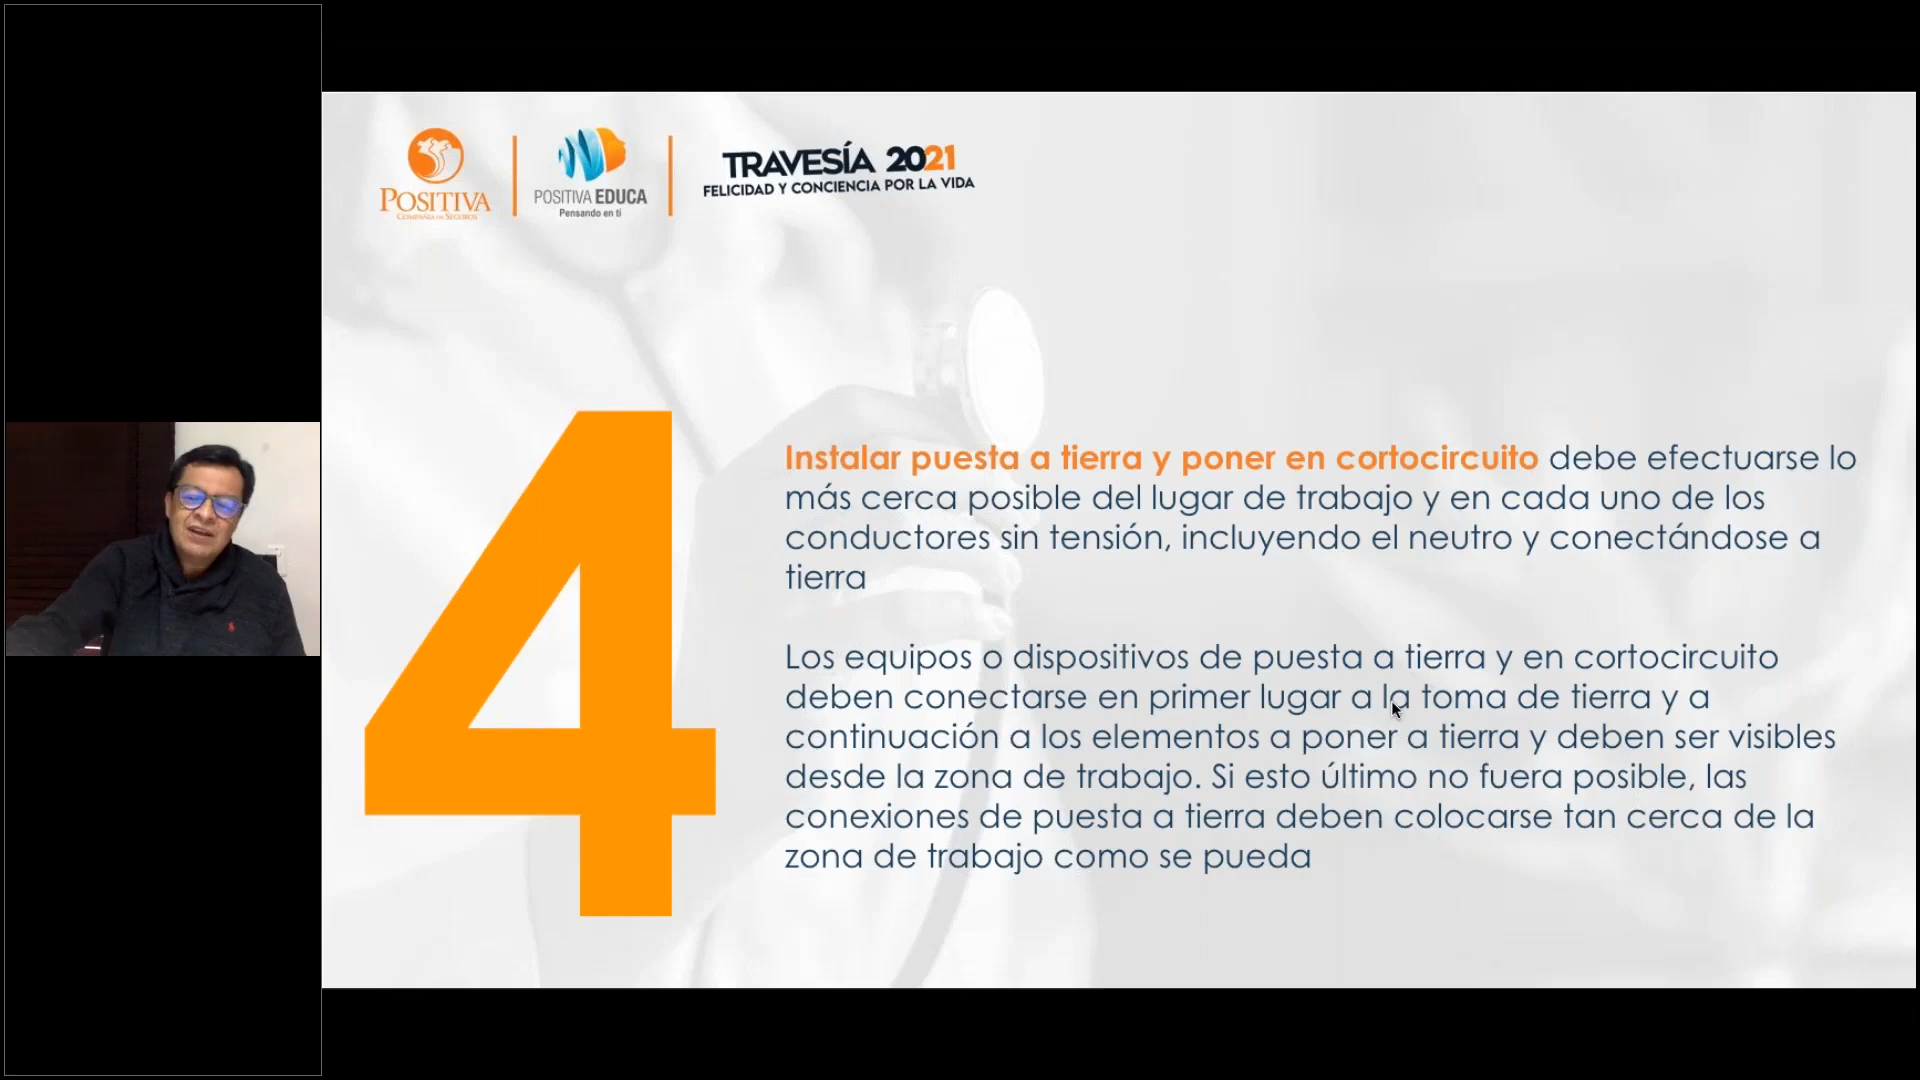 POSITIVA
COMPAÑÍA DE SEGUROS
POSITIVA EDUCA
Pensando en ti
TRAVESÍA 2021
FELICIDAD Y CONCIENCIA POR LA VIDA
4
Instalar puesta a tierra y poner en cortocircuito debe efectuarse lo
más cerca posible del lugar de trabajo y en cada uno de los
conductores sin tensión, incluyendo el neutro y conectándose a
tierra
Los equipos o dispositivos de puesta a tierra y en cortocircuito
deben conectarse en primer lugar a la toma de tierra y a
continuación a los elementos a poner a tierra y deben ser visibles
desde la zona de trabajo. Si esto último no fuera posible, las
conexiones de puesta a tierra deben colocarse tan cerca de la
zona de trabajo como se pueda